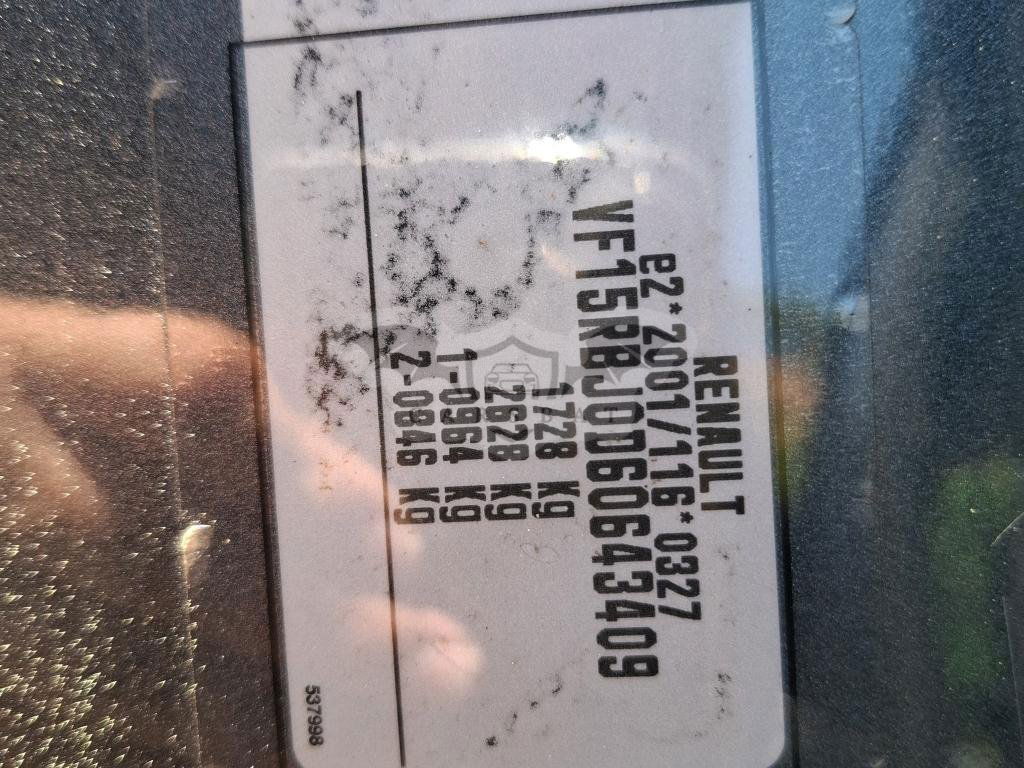 RENAULT
e2*2001/116*0327
VF15RBJ0D60643409
1728 kg
2628 kg
1-0964 kg
2-0846 kg
537998